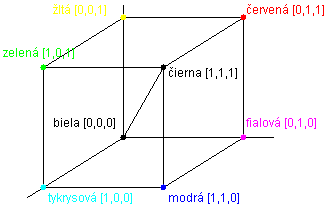 žltá [0,0,1]
červená [0,1,1]
zelená [1,0,1]
čierna [1,1,1]
biela [0,0,0]
fialová [0,1,0]
tykrysová [1,0,0]
modrá [1,1,0]